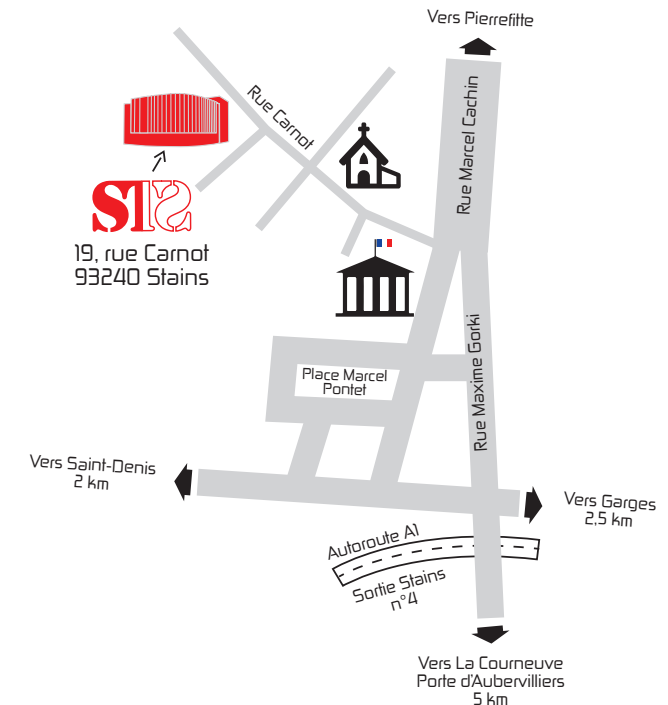 Vers Pierrefitte
Rue Carnot
Rue Marcel Cachin
STS
19, rue Carnot
93240 Stains
Rue Maxime Gorki
Place Marcel
Pontet
Vers Saint-Denis
2 km
Vers Garges
2,5 km
Autoroute A1
Sortie Stains
n°4
Vers La Courneuve
Porte d'Aubervilliers
5 km